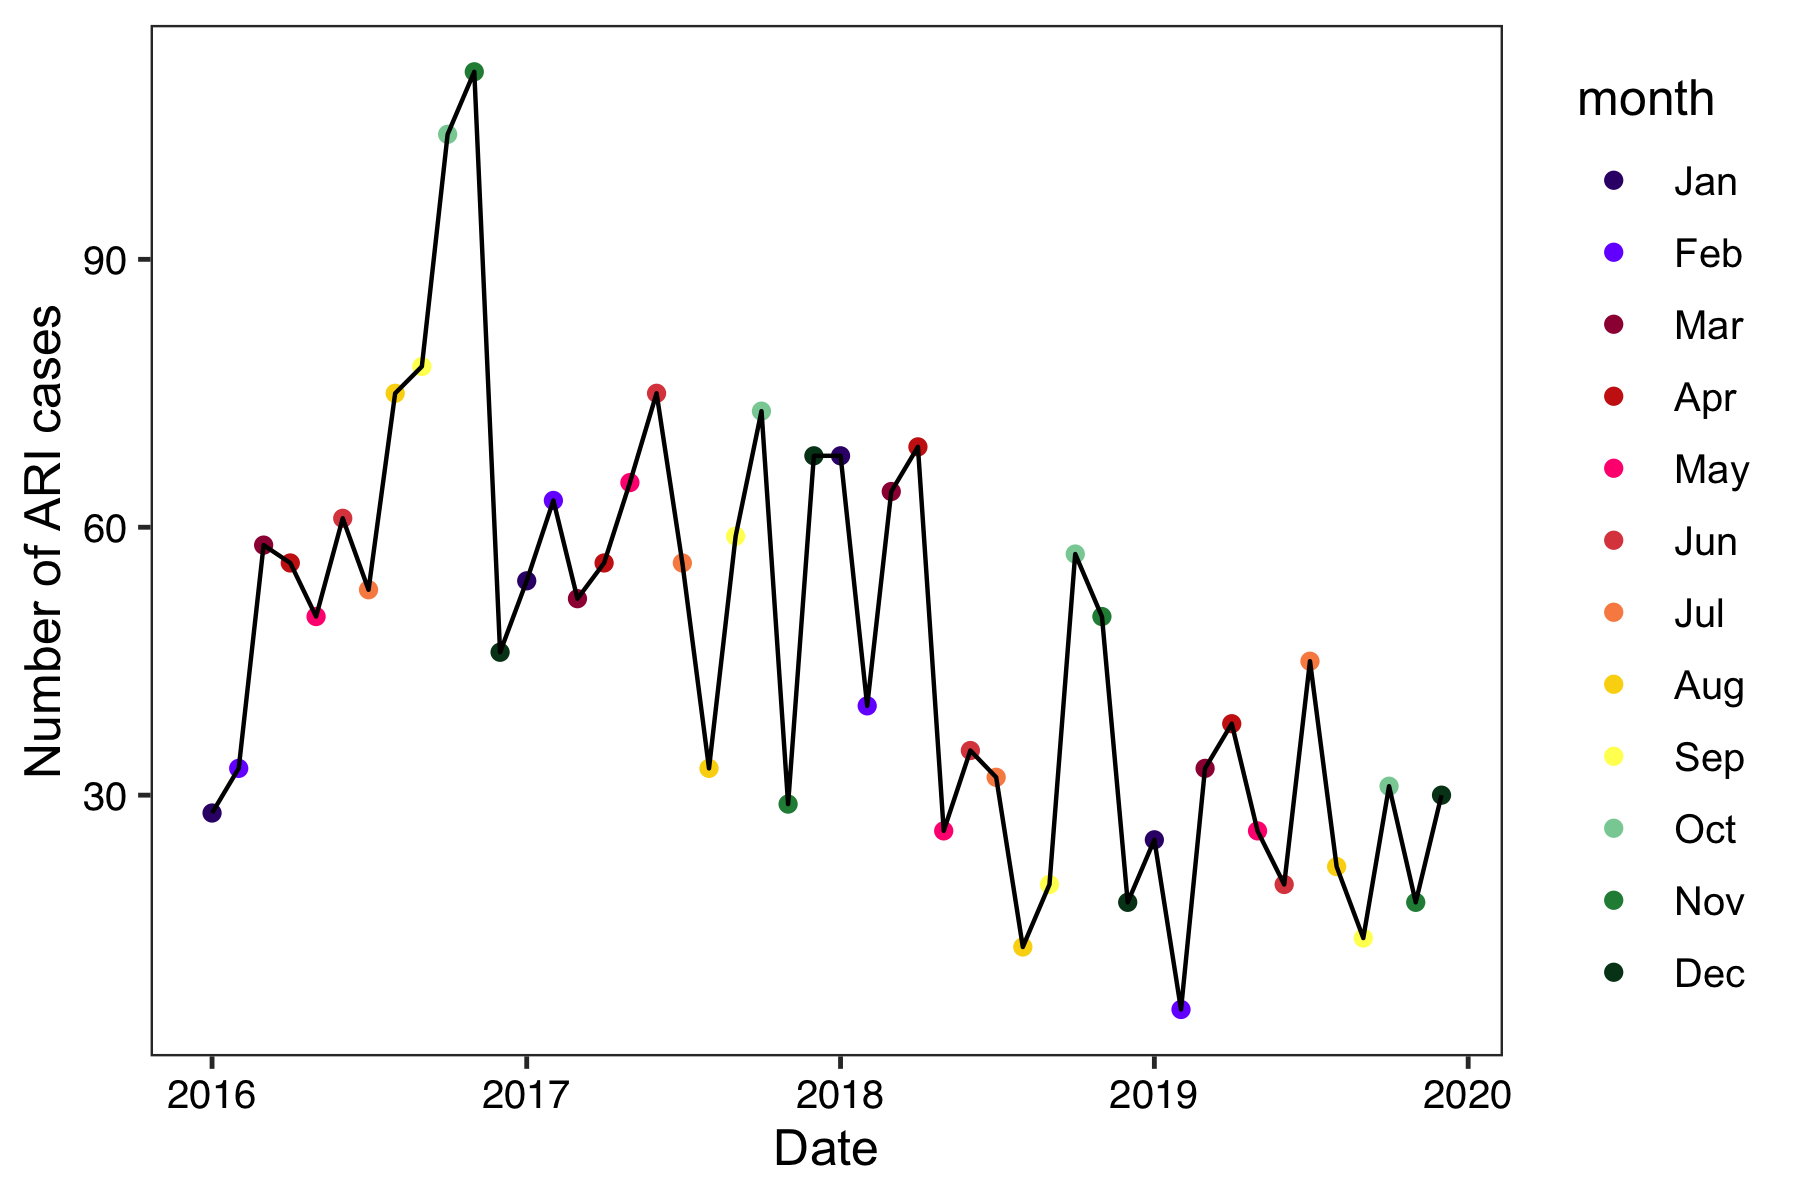 Number of ARI cases
90
60
30
2016
2017
2018
2019
2020
Date
month
Jan
Feb
Mar
Apr
May
Jun
Jul
Aug
Sep
Oct
Nov
Dec